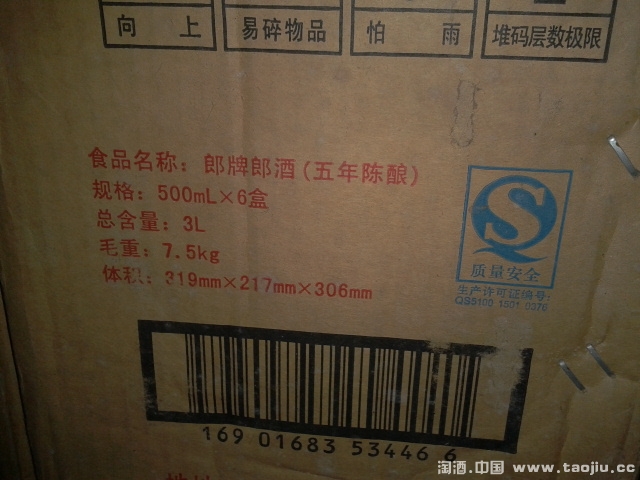 向上
易碎物品
怕雨
堆码层数极限
食品名称：郎牌郎酒(五年陈酿)
规格：500mL×6盒
总含量：3L
毛重：7.5kg
体积：319mm×217mm×306mm
质量安全
生产许可证编号：
QS5100 1501 0376
169 01683 53446 6
淘酒.中国 www.taojiu.cc